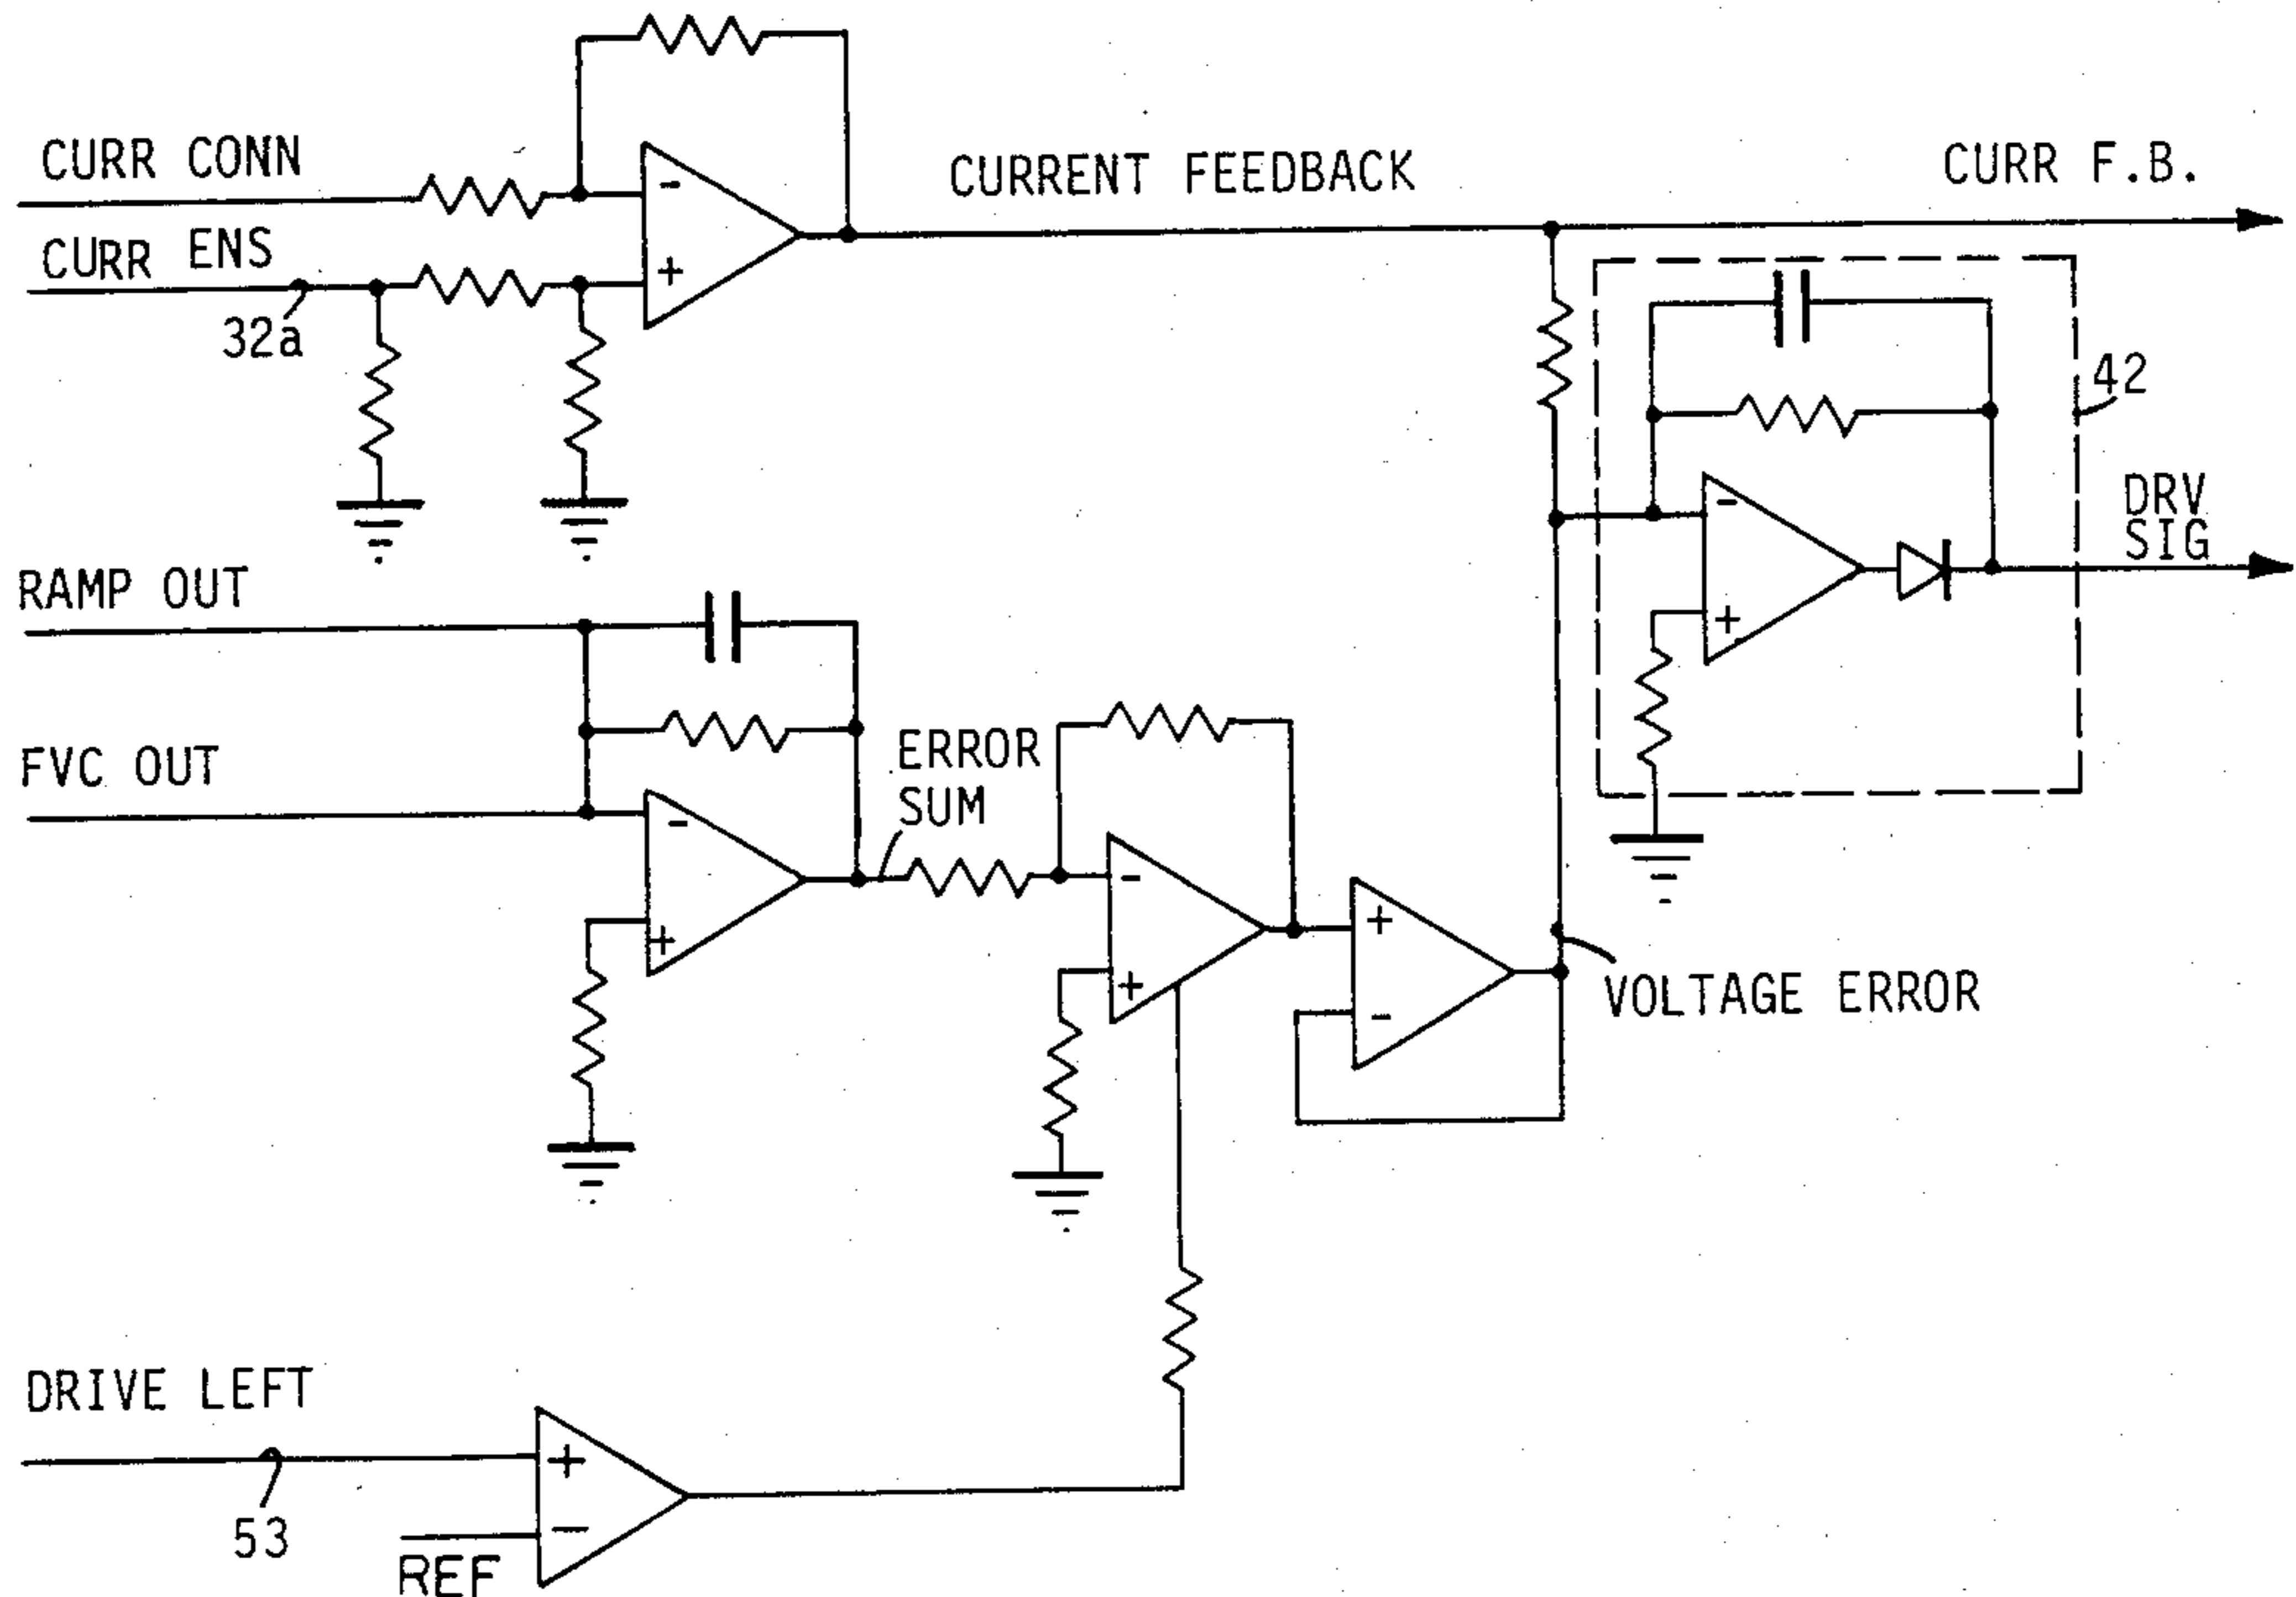 CURR CONN
CURRENT FEEDBACK
CURR F.B.
CURR ENS
32a
-
+
42
-
+
DRV
SIG
RAMP OUT
FVC OUT
ERROR
SUM
-
+
-
+
+
-
VOLTAGE ERROR
DRIVE LEFT
53
+
-
REF